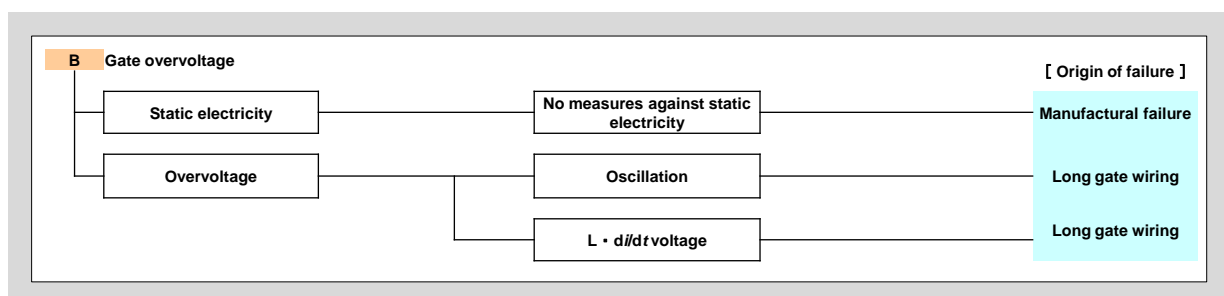 B Gate overvoltage
[ Origin of failure ]
Static electricity
No measures against static
electricity
Manufactural failure
Overvoltage
Oscillation
Long gate wiring
L・di/dt voltage
Long gate wiring